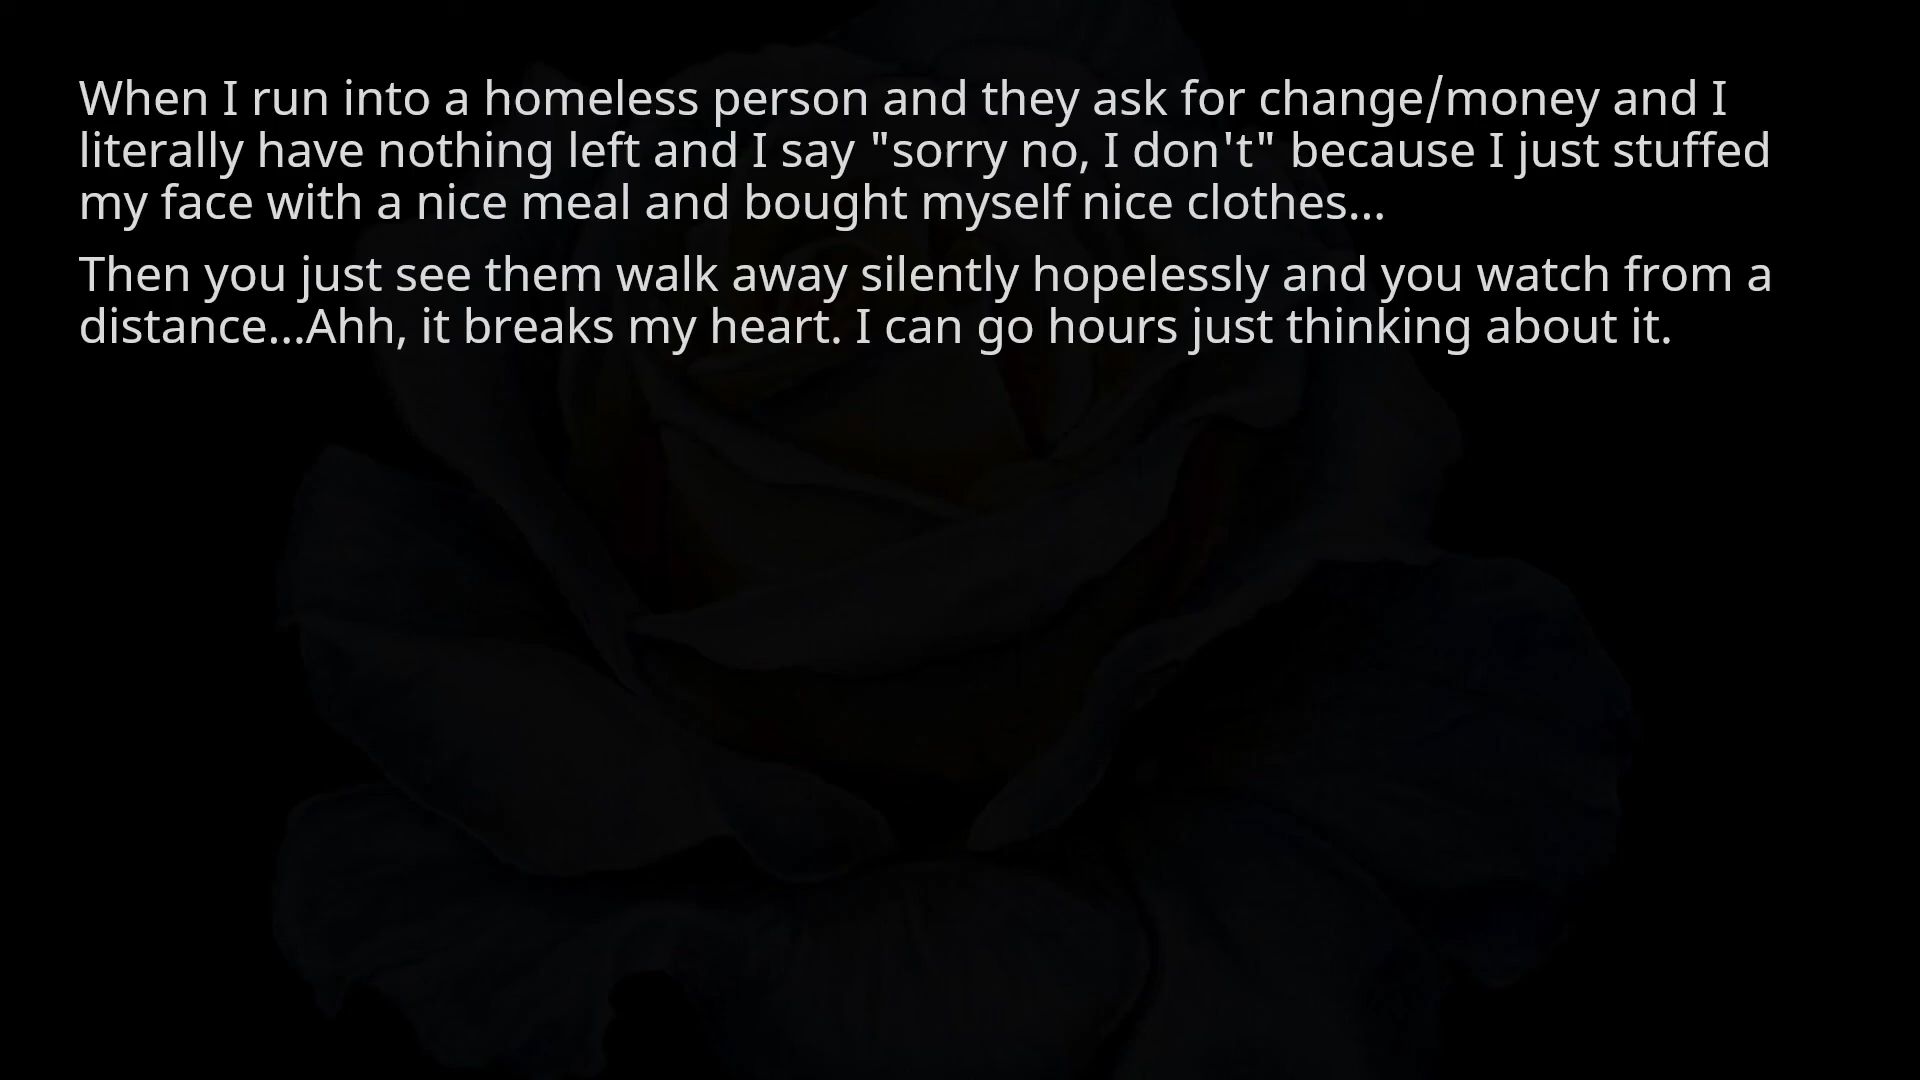 When I run into a homeless person and they ask for change/money and I
literally have nothing left and I say "sorry no, I don't" because I just stuffed
my face with a nice meal and bought myself nice clothes...
Then you just see them walk away silently hopelessly and you watch from a
distance...Ahh, it breaks my heart. I can go hours just thinking about it.